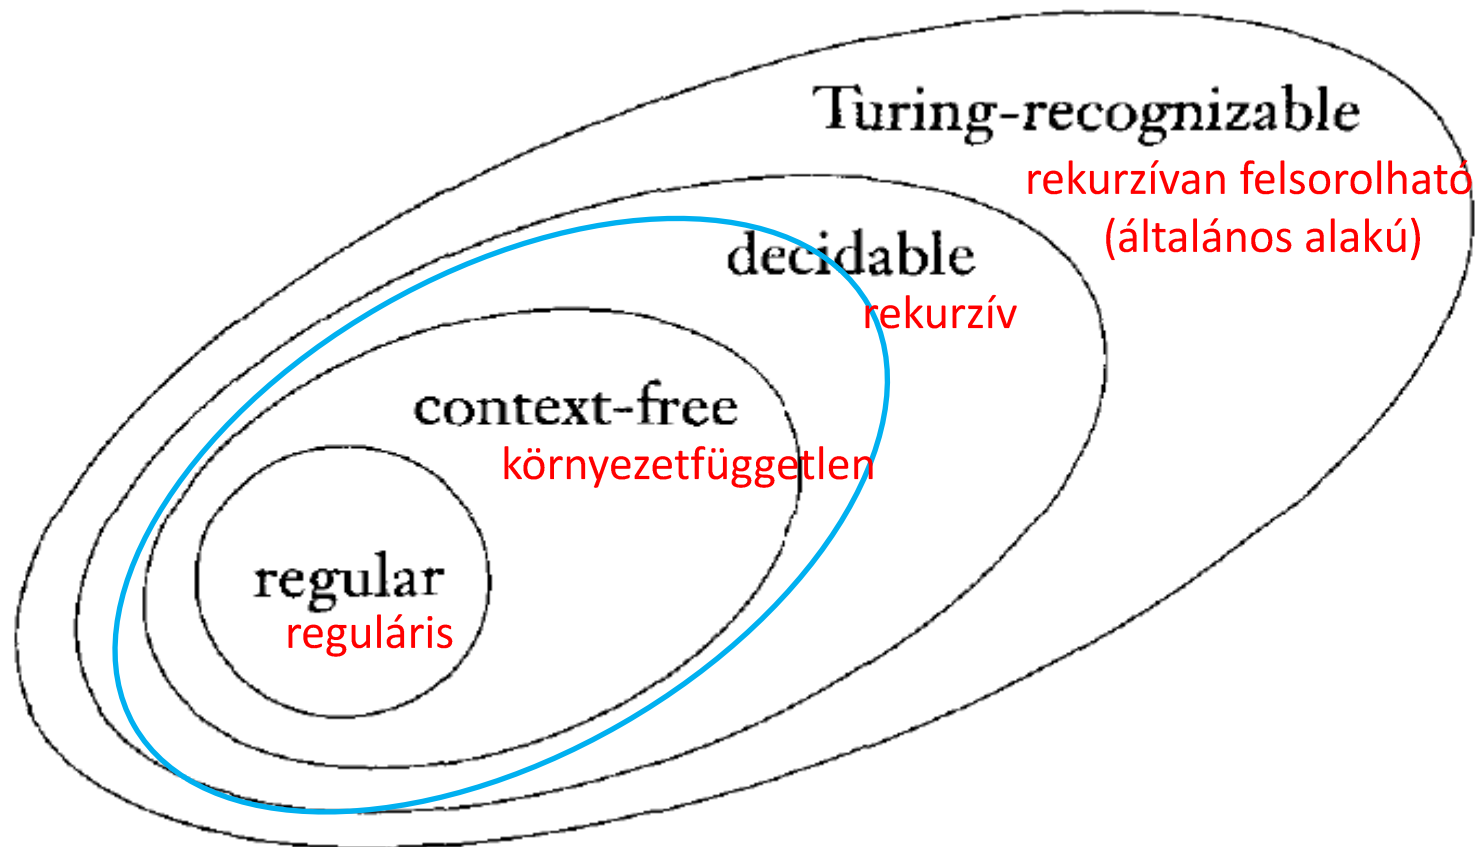 Turing-recognizable
rekurzívan felsorolható
(általános alakú)
decidable
rekurzív
context-free
környezetfüggetlen
regular
reguláris